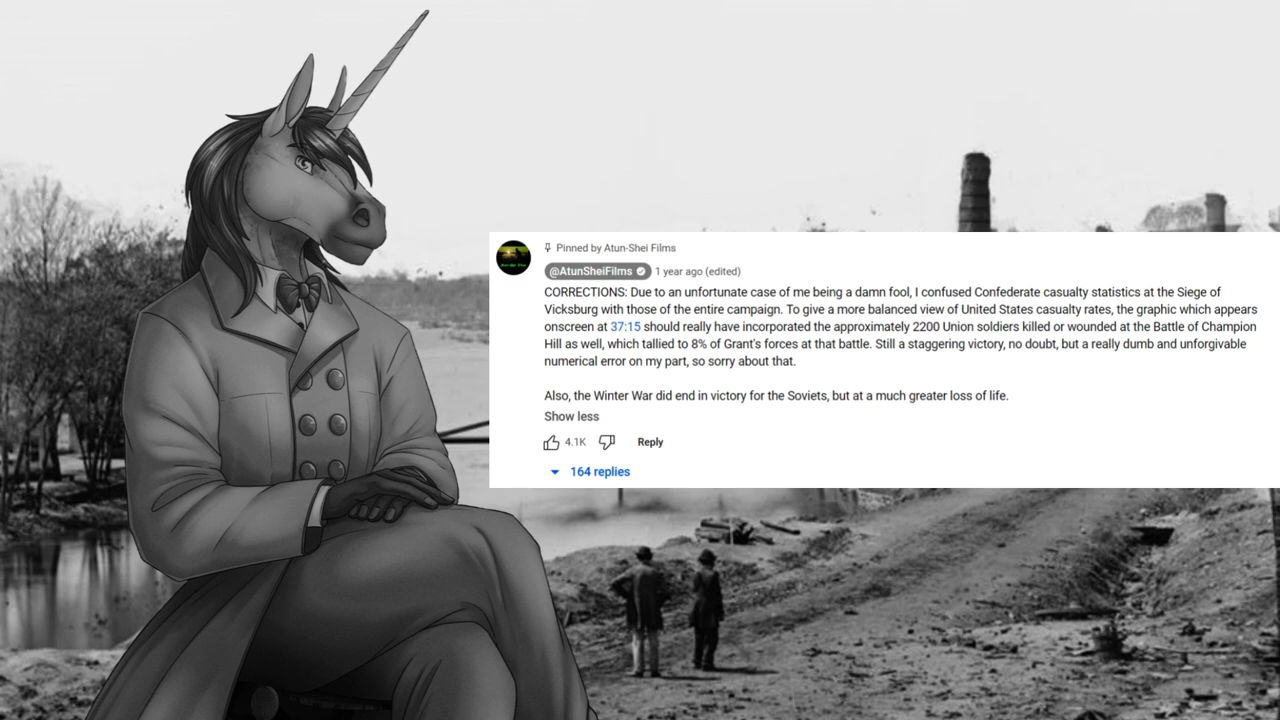 Pinned by Atun-Shei Films
@AtunSheiFilms 1 year ago (edited)
CORRECTIONS: Due to an unfortunate case of me being a damn fool, I confused Confederate casualty statistics at the Siege of
Vicksburg with those of the entire campaign. To give a more balanced view of United States casualty rates, the graphic which appears
onscreen at 37:15 should really have incorporated the approximately 2200 Union soldiers killed or wounded at the Battle of Champion
Hill as well, which tallied to 8% of Grant's forces at that battle. Still a staggering victory, no doubt, but a really dumb and unforgivable
numerical error on my part, so sorry about that.
Also, the Winter War did end in victory for the Soviets, but at a much greater loss of life.
Show less
4.1K Reply
164 replies